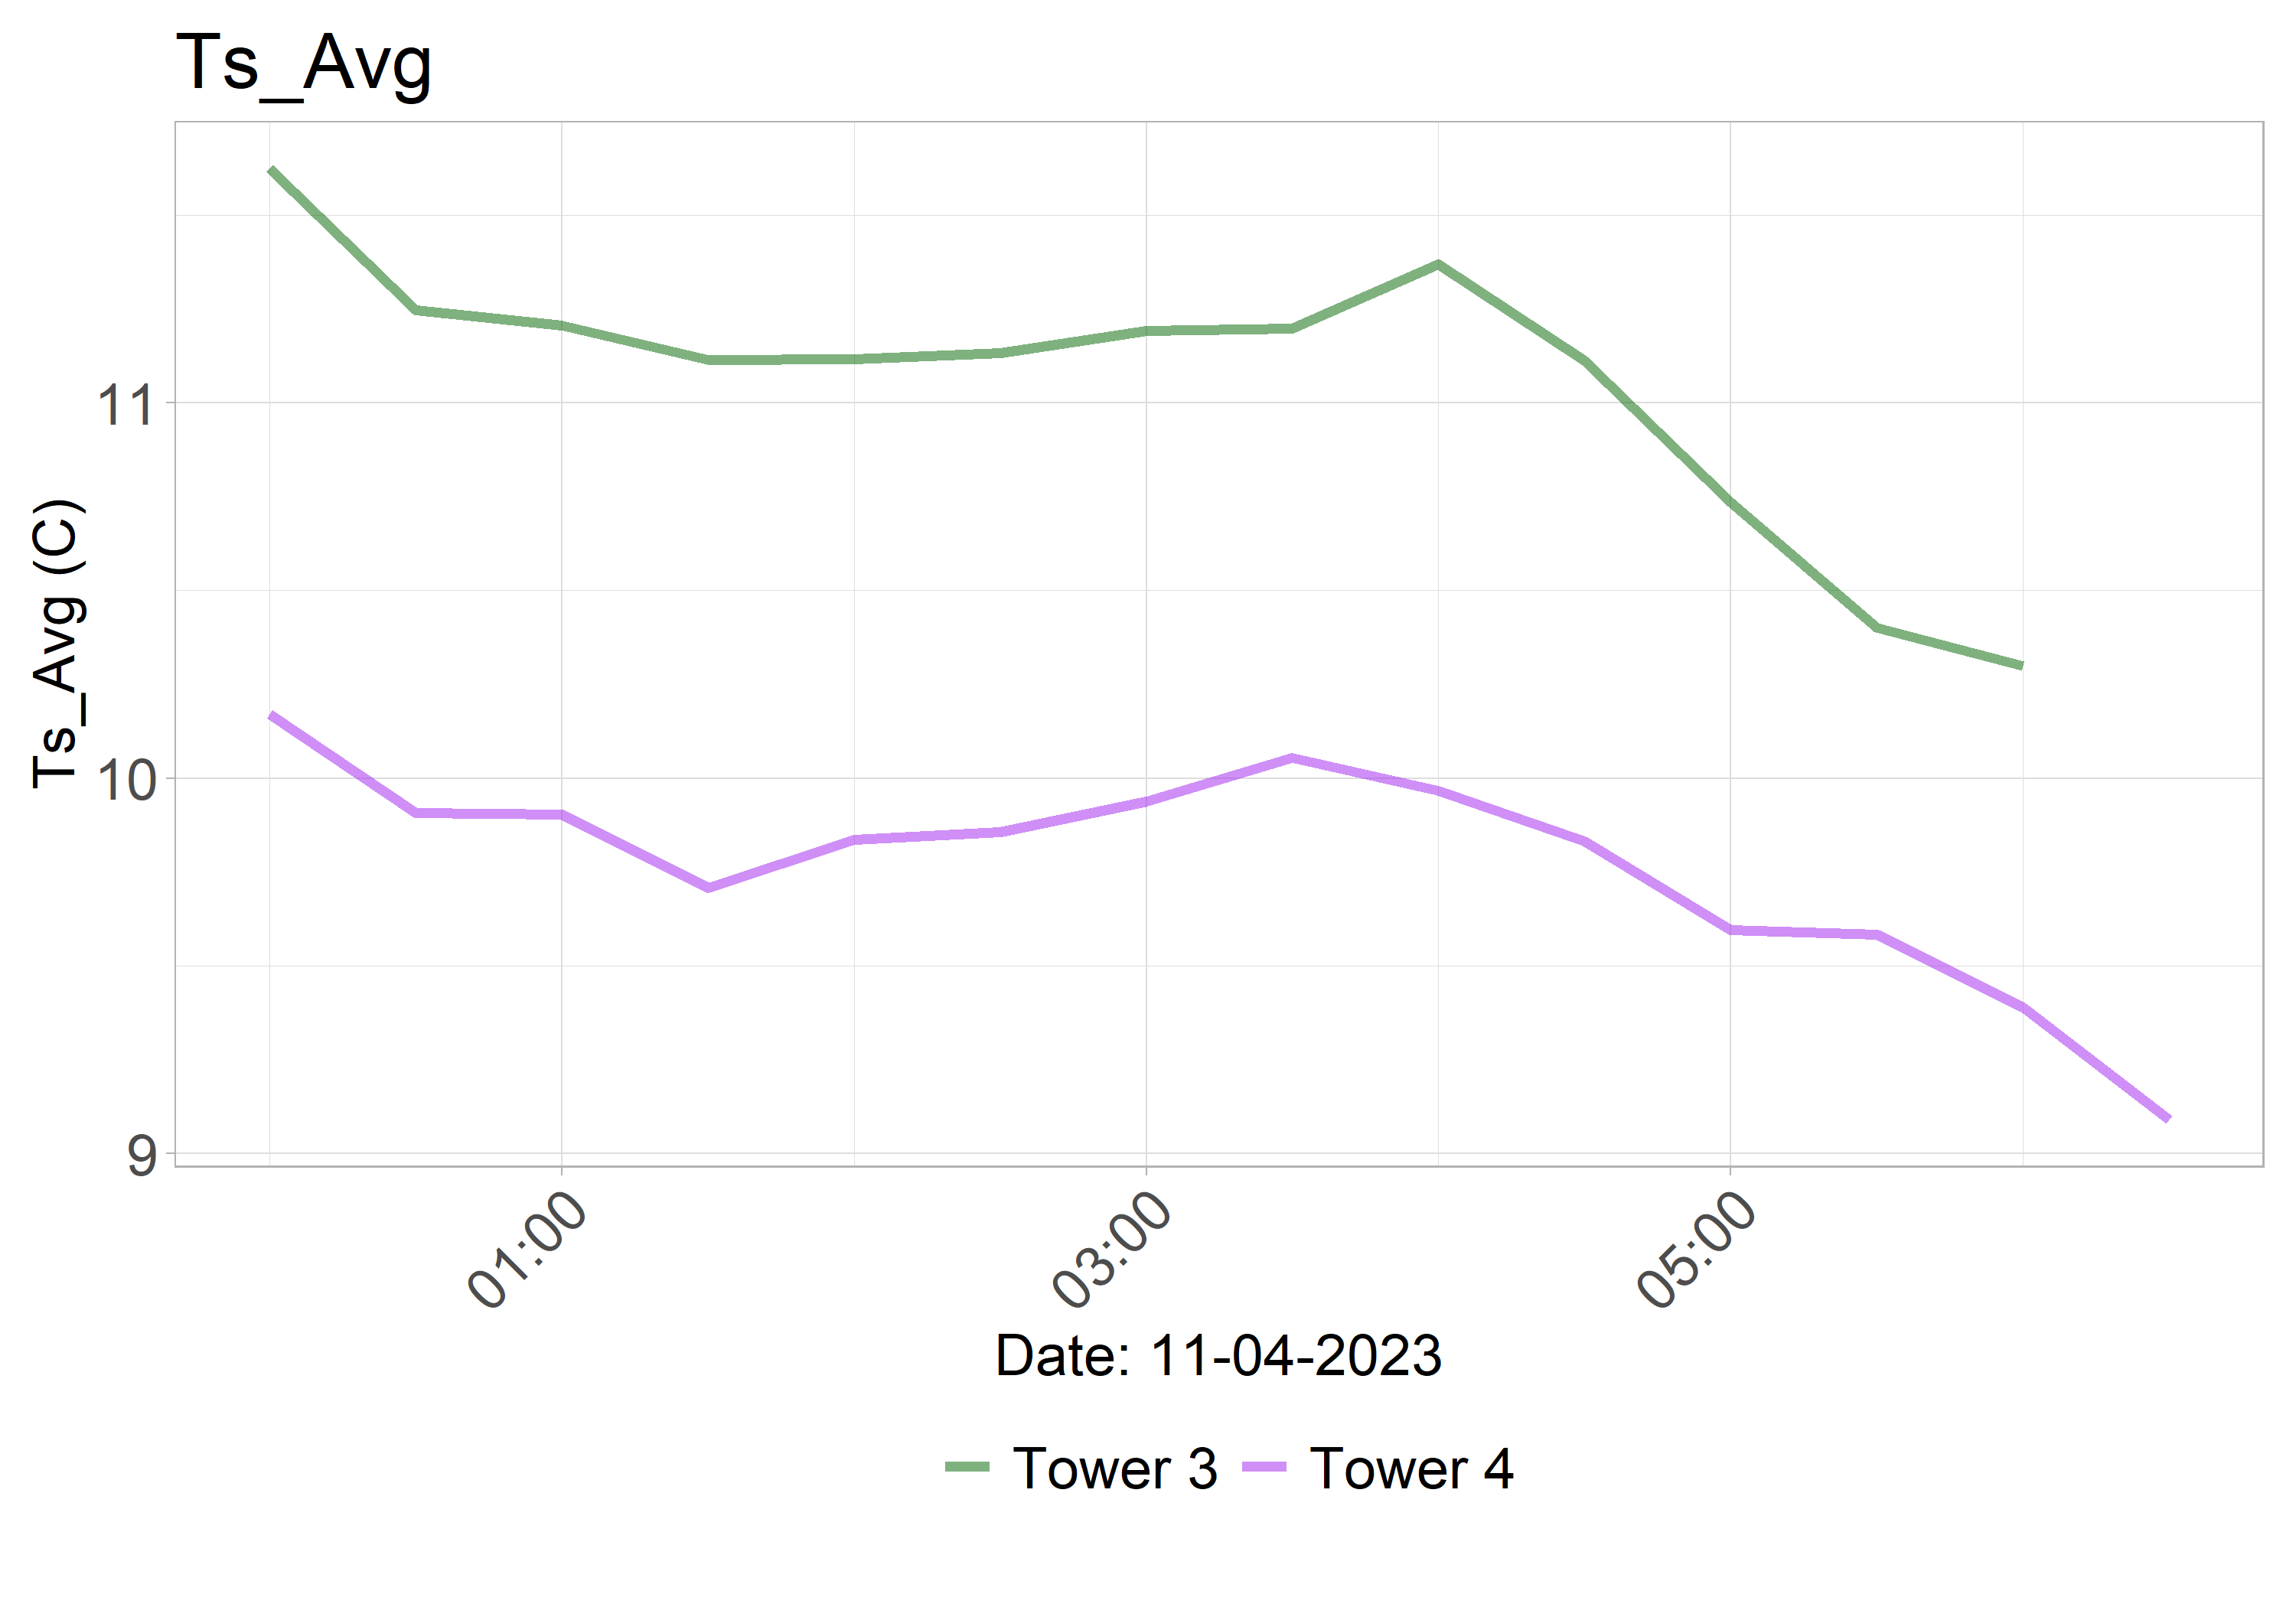 Ts_Avg
Ts_Avg (C)
11
10
9
01:00
03:00
05:00
Date: 11-04-2023
Tower 3
Tower 4